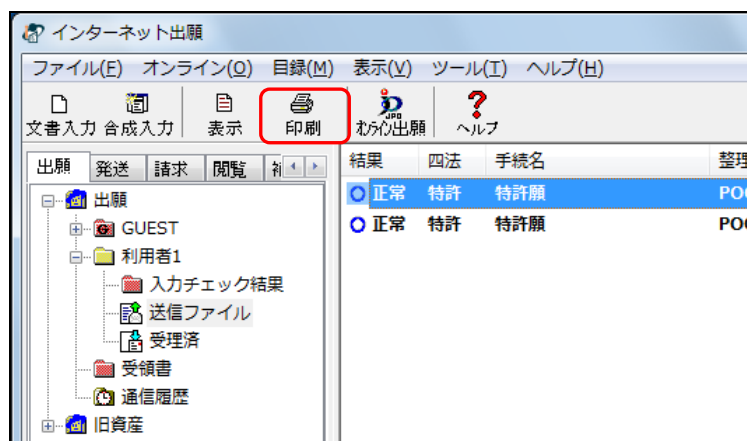 インターネット出願
ファイル(F) オンライン(O) 目録(M) 表示(V) ツール(T) ヘルプ(H)
文書入力 合成入力 表示 印刷 オンライン出願 ヘルプ
出願 発送 請求 閲覧
結果 四法 手続名 整理
正常 特許 特許願
正常 特許 特許願
出願
GUEST
利用者1
入力チェック結果
送信ファイル
受理済
受領書
通信履歴
旧資産